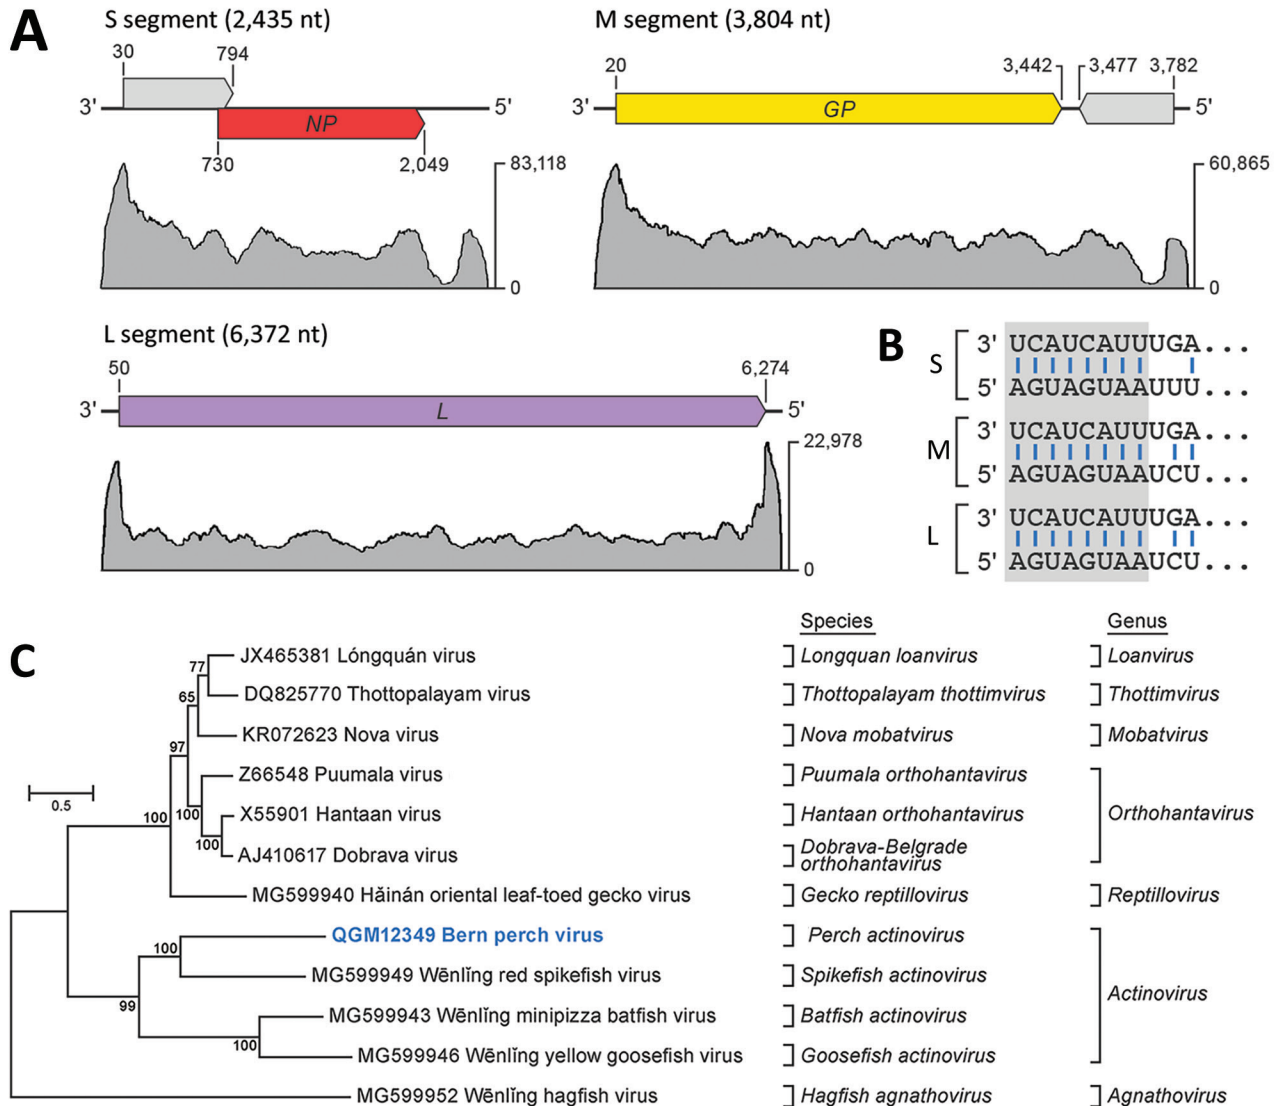 A
S segment (2,435 nt)
30
794
3'
5'
NP
730
2,049
83,118
0
M segment (3,804 nt)
20
3,442
3,477
3,782
3'
GP
5'
60,865
0
L segment (6,372 nt)
50
6,274
3'
L
5'
22,978
0
B
S
3' UCAUCAUUUGA...
5' AGUAGUAAUUU...
M
3' UCAUCAUUUGA...
5' AGUAGUAAUCU...
L
3' UCAUCAUUUGA...
5' AGUAGUAAUCU...
C
Species
Genus
JX465381 Lóngquán virus
Longquan loanvirus
Loanvirus
DQ825770 Thottopalayam virus
Thottopalayam thottimvirus
Thottimvirus
KR072623 Nova virus
Nova mobatvirus
Mobatvirus
Z66548 Puumala virus
Puumala orthohantavirus
X55901 Hantaan virus
Hantaan orthohantavirus
Orthohantavirus
AJ410617 Dobrava virus
Dobrava-Belgrade
orthohantavirus
MG599940 Hǎinán oriental leaf-toed gecko virus
Gecko reptillovirus
Reptillovirus
QGM12349 Bern perch virus
Perch actinovirus
MG599949 Wēnlǐng red spikefish virus
Spikefish actinovirus
Actinovirus
MG599943 Wēnlǐng minipizza batfish virus
Batfish actinovirus
MG599946 Wēnlǐng yellow goosefish virus
Goosefish actinovirus
MG599952 Wēnlǐng hagfish virus
Hagfish agnathovirus
Agnathovirus
77
65
97
100
100
100
0.5
100
99
100